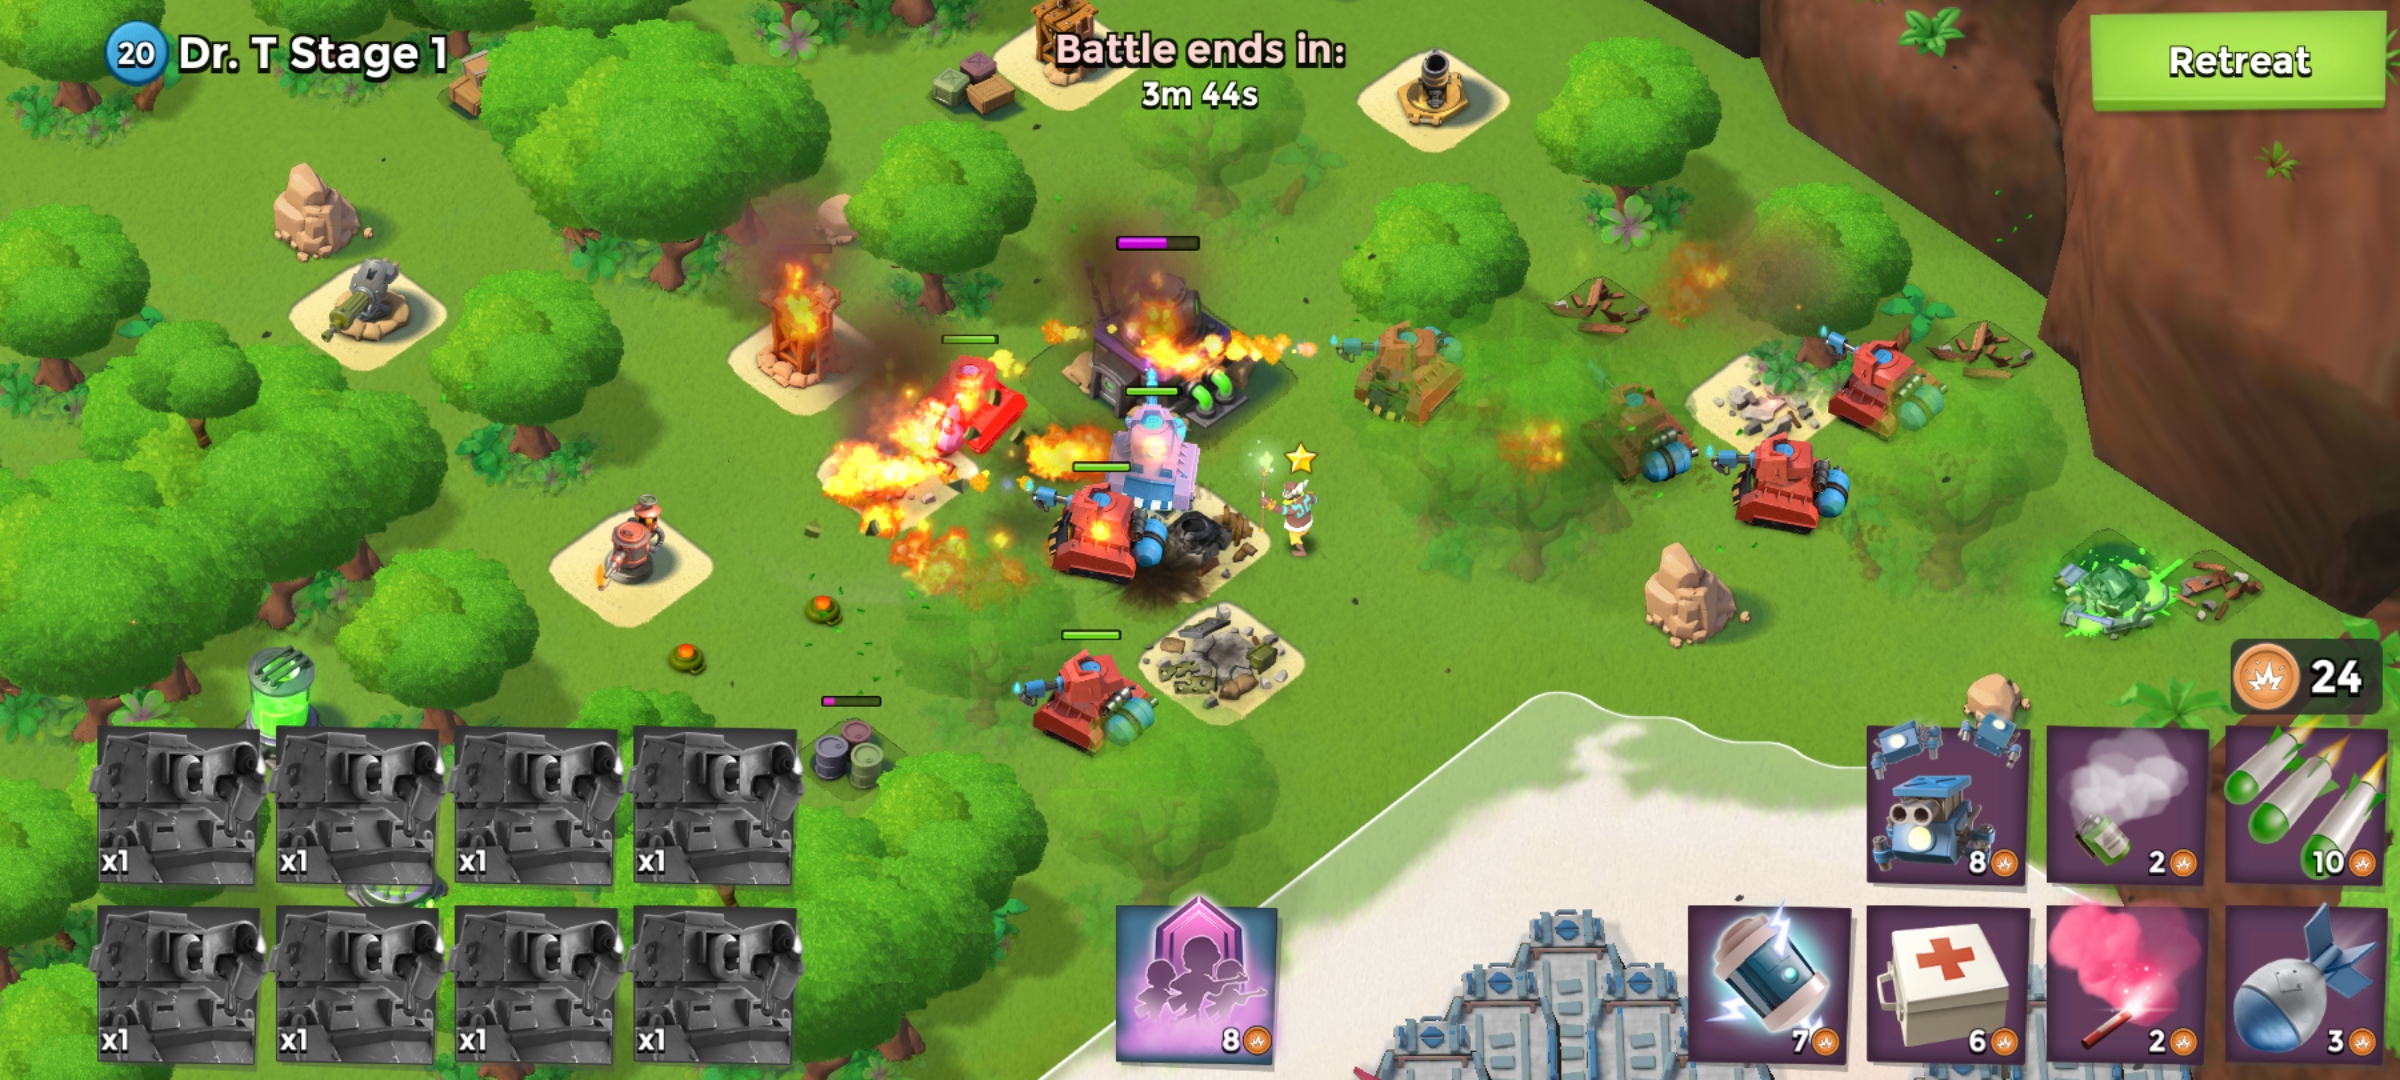 20 Dr. T Stage 1
Battle ends in:
3m 44s
Retreat
24
x1 x1 x1 x1
8 2 10
x1 x1 x1 x1
8 7 6 2 3